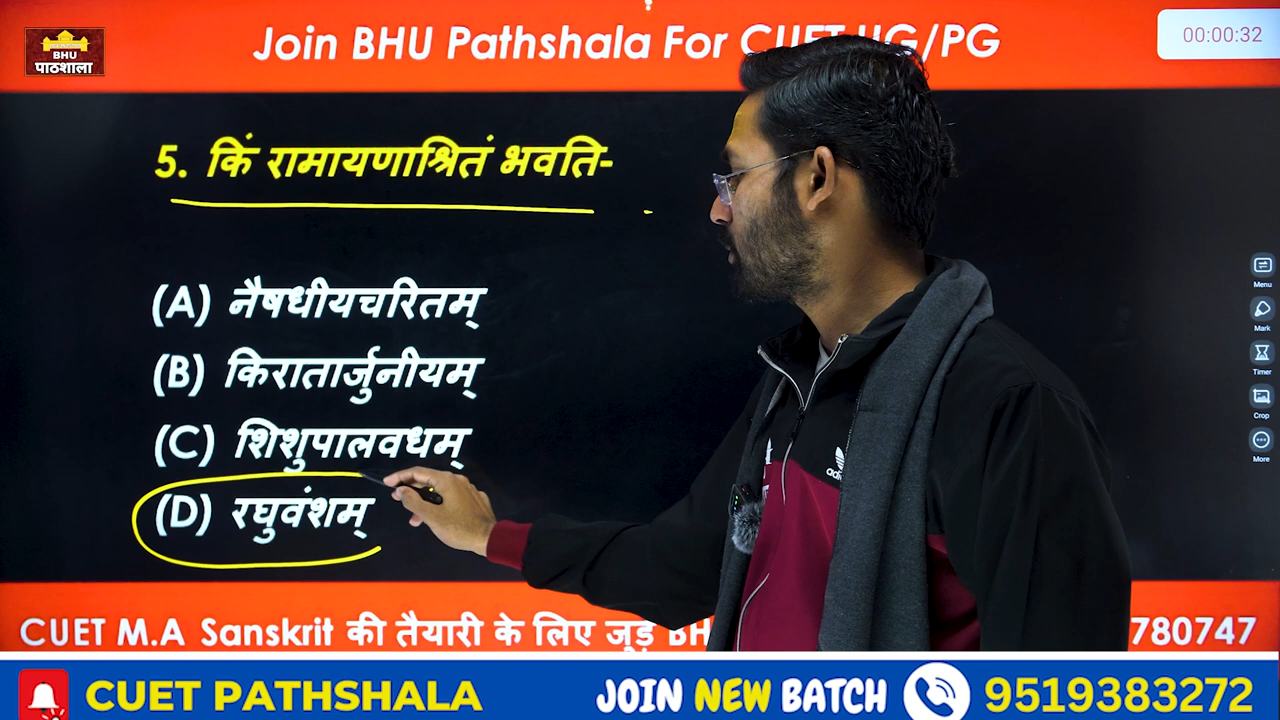 Join BHU Pathshala For CUET UG/PG
00:00:32
BHU
पाठशाला
5. किं रामायणाश्रितं भवति-
(A) नैषधीयचरितम्
(B) किरातार्जुनीयम्
(C) शिशुपालवधम्
(D) रघुवंशम्
Menu
Mark
Timer
Crop
More
CUET M.A Sanskrit की तैयारी के लिए जुड़ BH
780747
CUET PATHSHALA
JOIN NEW BATCH
9519383272